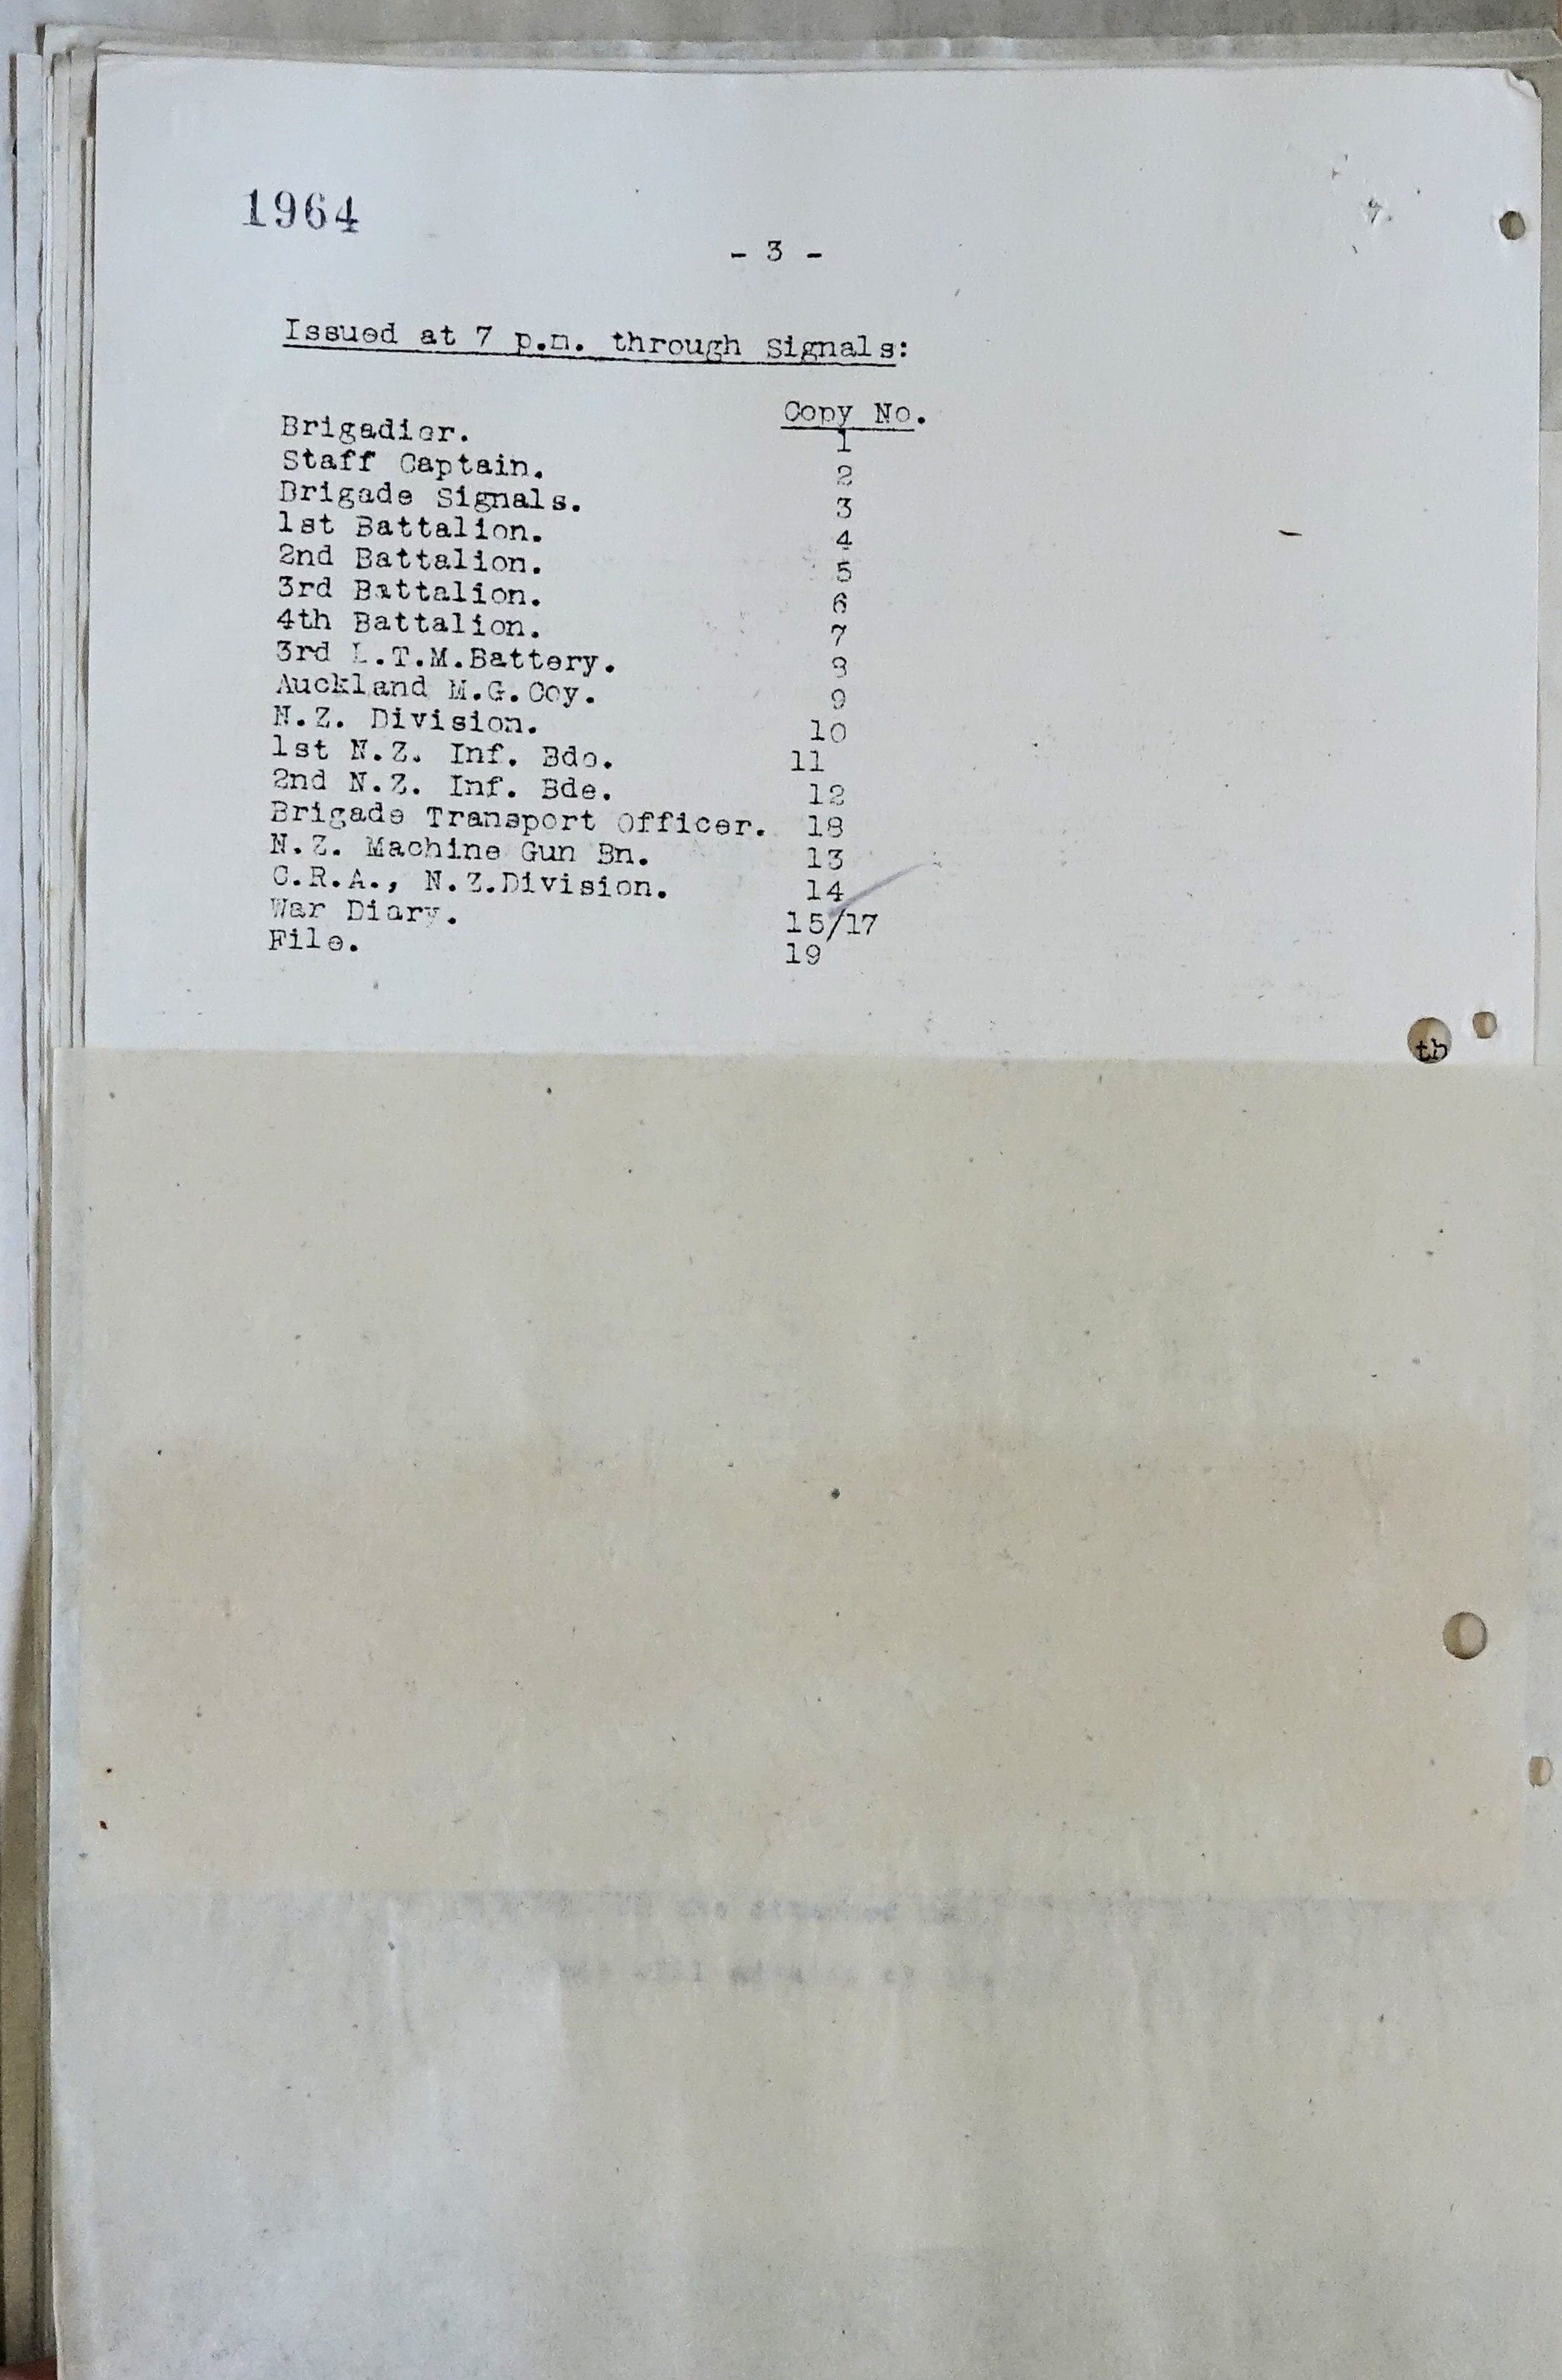 1964
- 3 -
Issued at 7 p.m. through Signals:
Copy No.
Brigadier. 1
Staff Captain. 2
Brigade Signals. 3
1st Battalion. 4
2nd Battalion. 5
3rd Battalion. 6
4th Battalion. 7
3rd L.T.M.Battery. 8
Auckland M.G.Coy. 9
N.Z. Division. 10
1st N.Z. Inf. Bde. 11
2nd N.Z. Inf. Bde. 12
Brigade Transport Officer. 18
N.Z. Machine Gun Bn. 13
C.R.A., N.Z.Division. 14
War Diary. 15/17
File. 19
th